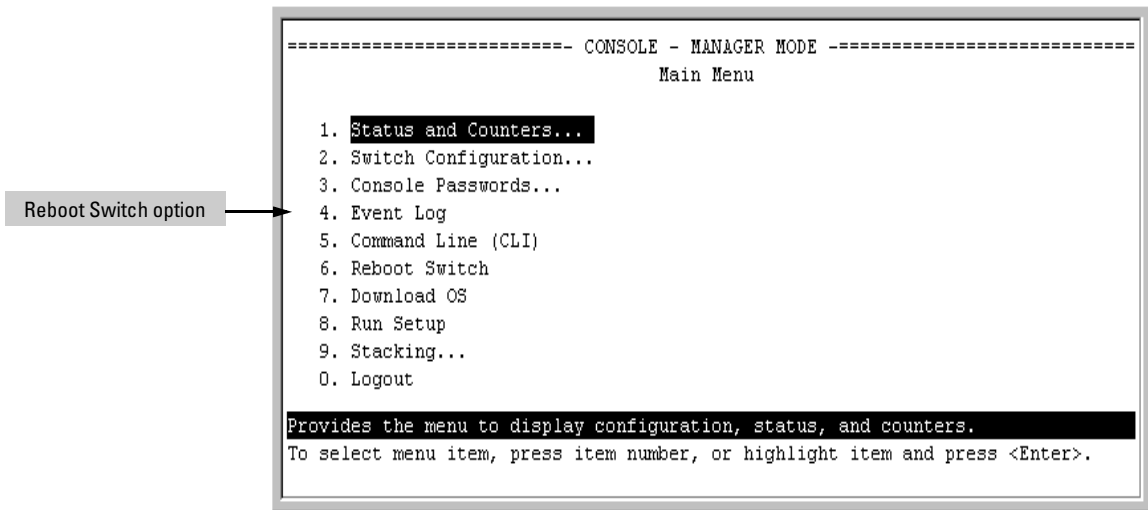 ===========================- CONSOLE - MANAGER MODE -============================
Main Menu
1. Status and Counters...
2. Switch Configuration...
3. Console Passwords...
Reboot Switch option
4. Event Log
5. Command Line (CLI)
6. Reboot Switch
7. Download OS
8. Run Setup
9. Stacking...
0. Logout
Provides the menu to display configuration, status, and counters.
To select menu item, press item number, or highlight item and press <Enter>.